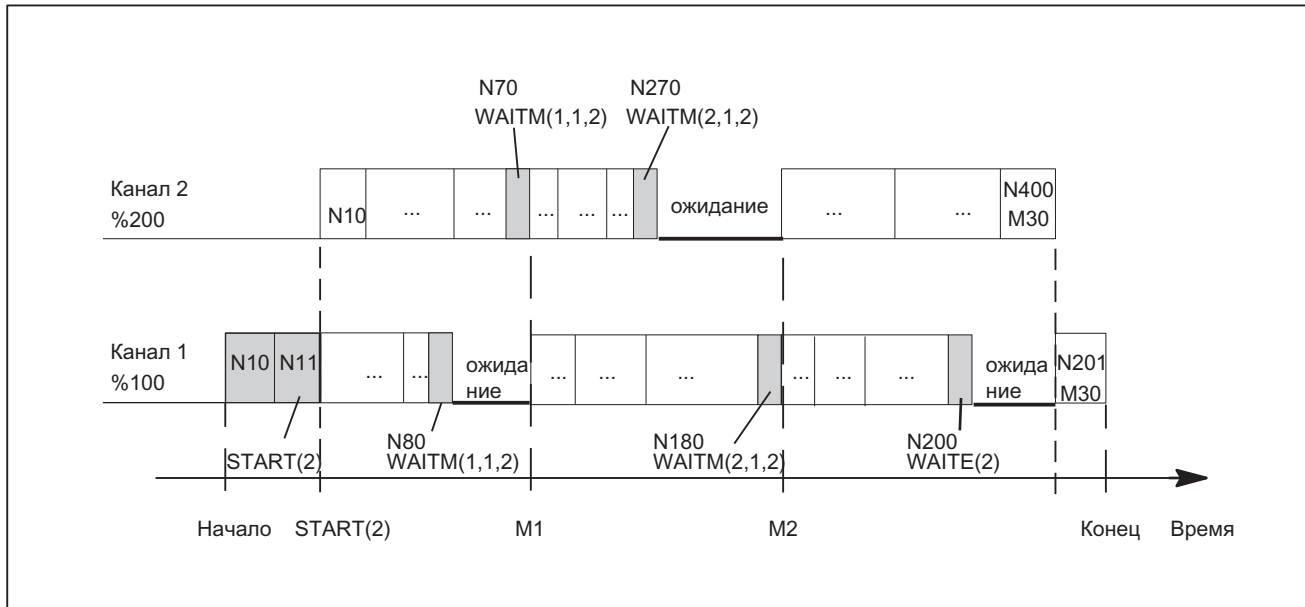 N70
WAITM(1,1,2)
N270
WAITM(2,1,2)
Канал 2
%200
N10
...
...
...
...
...
ожидание
...
...
N400
M30
Канал 1
%100
N10
N11
...
...
ожида
ние
...
...
...
...
...
...
ожида
ние
N201
M30
START(2)
N80
WAITM(1,1,2)
N180
WAITM(2,1,2)
N200
WAITE(2)
Начало
START(2)
M1
M2
Конец
Время